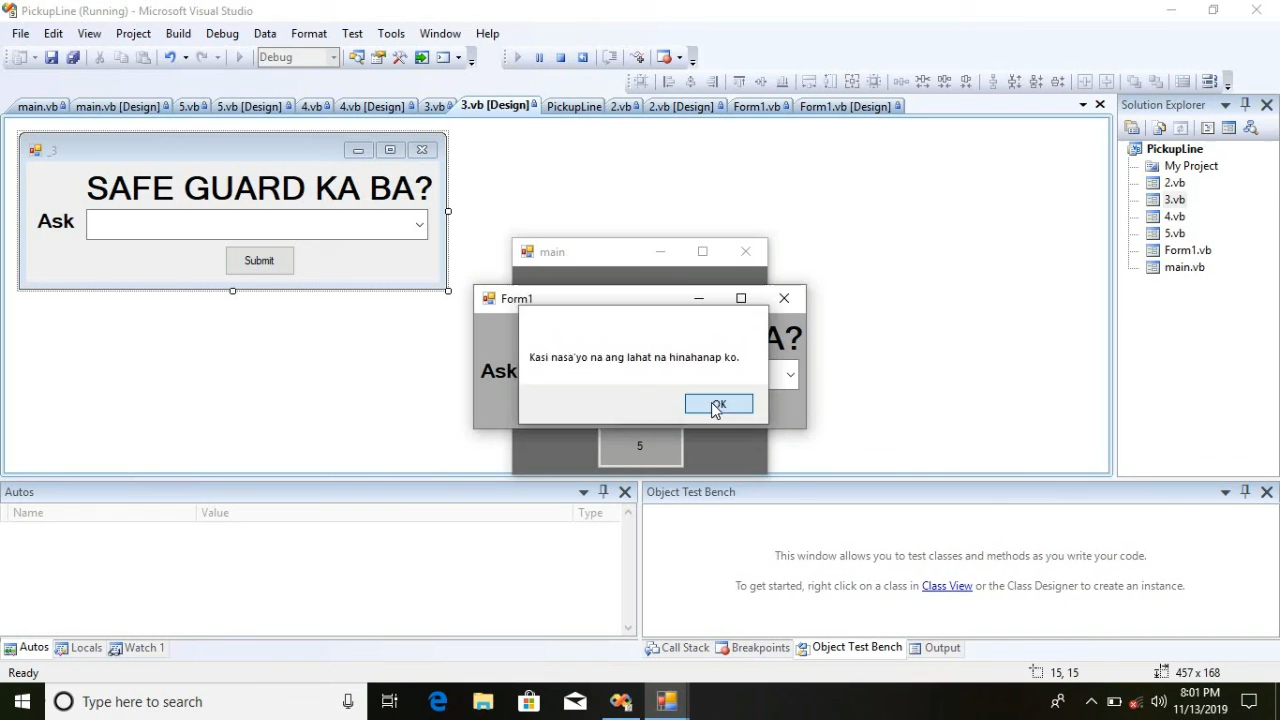 PickupLine (Running) - Microsoft Visual Studio
File Edit View Project Build Debug Data Format Test Tools Window Help
Debug
main.vb main.vb [Design] 5.vb 5.vb [Design] 4.vb 4.vb [Design] 3.vb 3.vb [Design] PickupLine 2.vb 2.vb [Design] Form1.vb Form1.vb [Design]
Solution Explorer
PickupLine
My Project
2.vb
3.vb
4.vb
5.vb
Form1.vb
main.vb
_3
SAFE GUARD KA BA?
Ask
Submit
main
Form1
A?
Ask
Kasi nasa'yo na ang lahat na hinahanap ko.
OK
5
Autos
Name Value Type
Object Test Bench
This window allows you to test classes and methods as you write your code.
To get started, right click on a class in Class View or the Class Designer to create an instance.
Autos Locals Watch 1
Call Stack Breakpoints Object Test Bench Output
Ready
15, 15
457 x 168
Type here to search
8:01 PM
11/13/2019